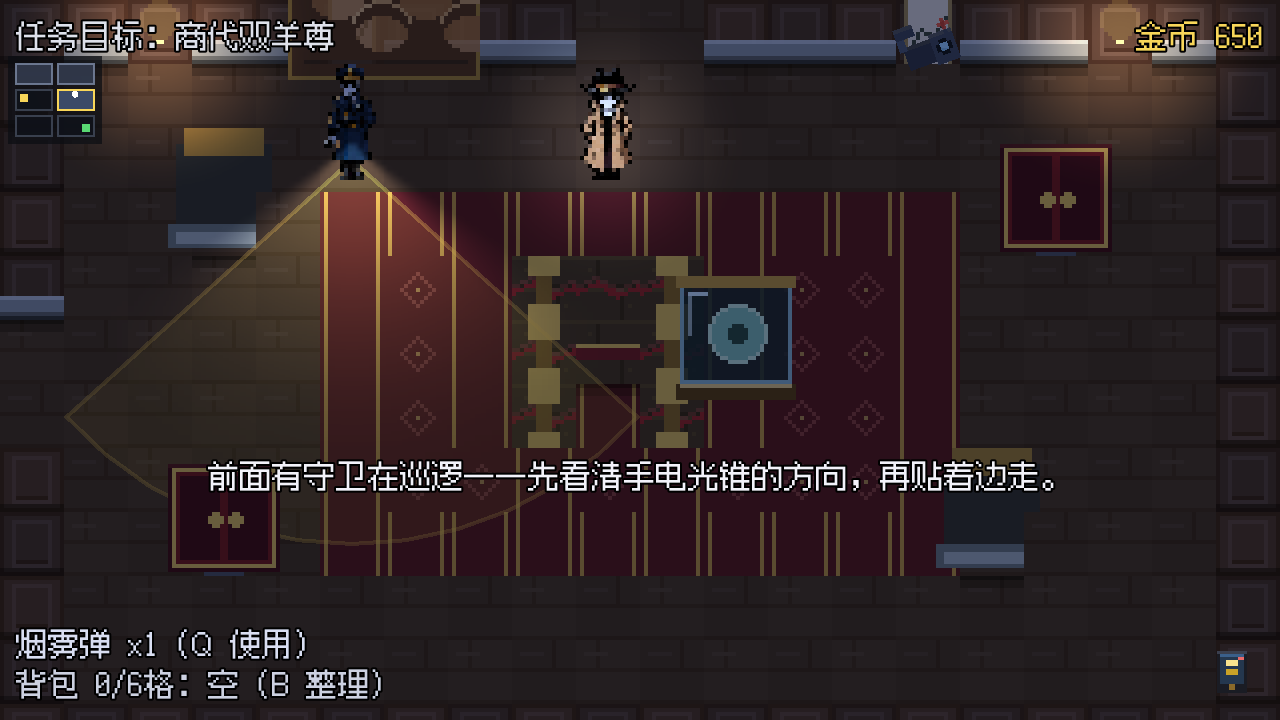 任务目标：商代双羊尊
金币 650
前面有守卫在巡逻——先看清手电光锥的方向，再贴着边走。
烟雾弹 x1（Q 使用）
背包 0/6格：空（B 整理）